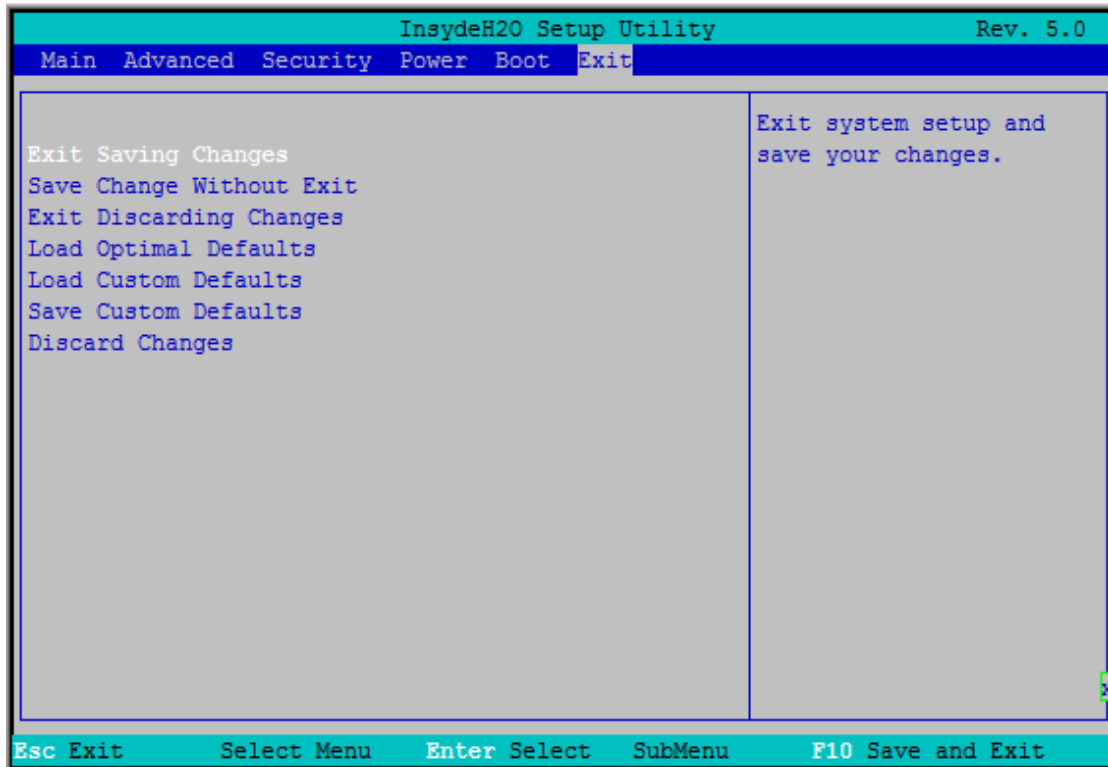 InsydeH2O Setup Utility Rev. 5.0
Main Advanced Security Power Boot Exit
Exit Saving Changes
Save Change Without Exit
Exit Discarding Changes
Load Optimal Defaults
Load Custom Defaults
Save Custom Defaults
Discard Changes
Exit system setup and
save your changes.
Esc Exit Select Menu Enter Select SubMenu F10 Save and Exit